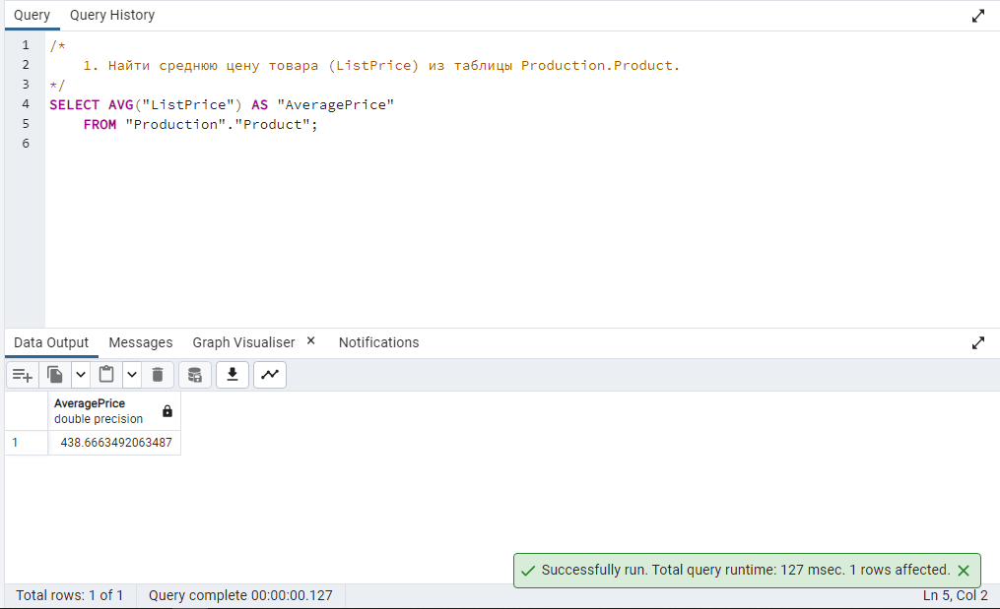 Query Query History
1 /*
2 1. Найти среднюю цену товара (ListPrice) из таблицы Production.Product.
3 */
4 SELECT AVG("ListPrice") AS "AveragePrice"
5 FROM "Production"."Product";
6
Data Output Messages Graph Visualiser × Notifications
AveragePrice
double precision
1 438.6663492063487
Successfully run. Total query runtime: 127 msec. 1 rows affected.
Total rows: 1 of 1 Query complete 00:00:00.127 Ln 5, Col 2